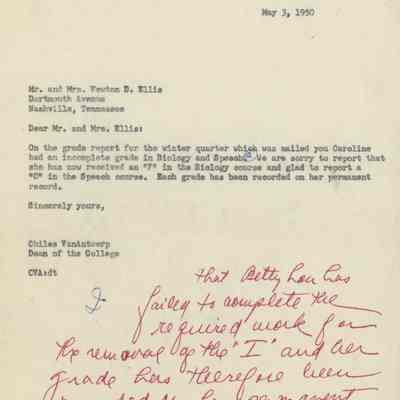 May 3, 1950
Mr. and Mrs. Newton D. Ellis
Dartmouth Avenue
Nashville, Tennessee
Dear Mr. and Mrs. Ellis:
On the grade report for the winter quarter which was mailed you Caroline
had an incomplete grade in Biology and Speech. We are sorry to report that
she has now received an "F" in the Biology course and glad to report a
"C" in the Speech course. Each grade has been recorded on her permanent
record.
Sincerely yours,
Chiles VanAntwerp
Dean of the College
CVA:dt
that Betty Lou has
failed to complete the
required work for
the removal of the "I" and her
grade has therefore been
permanent